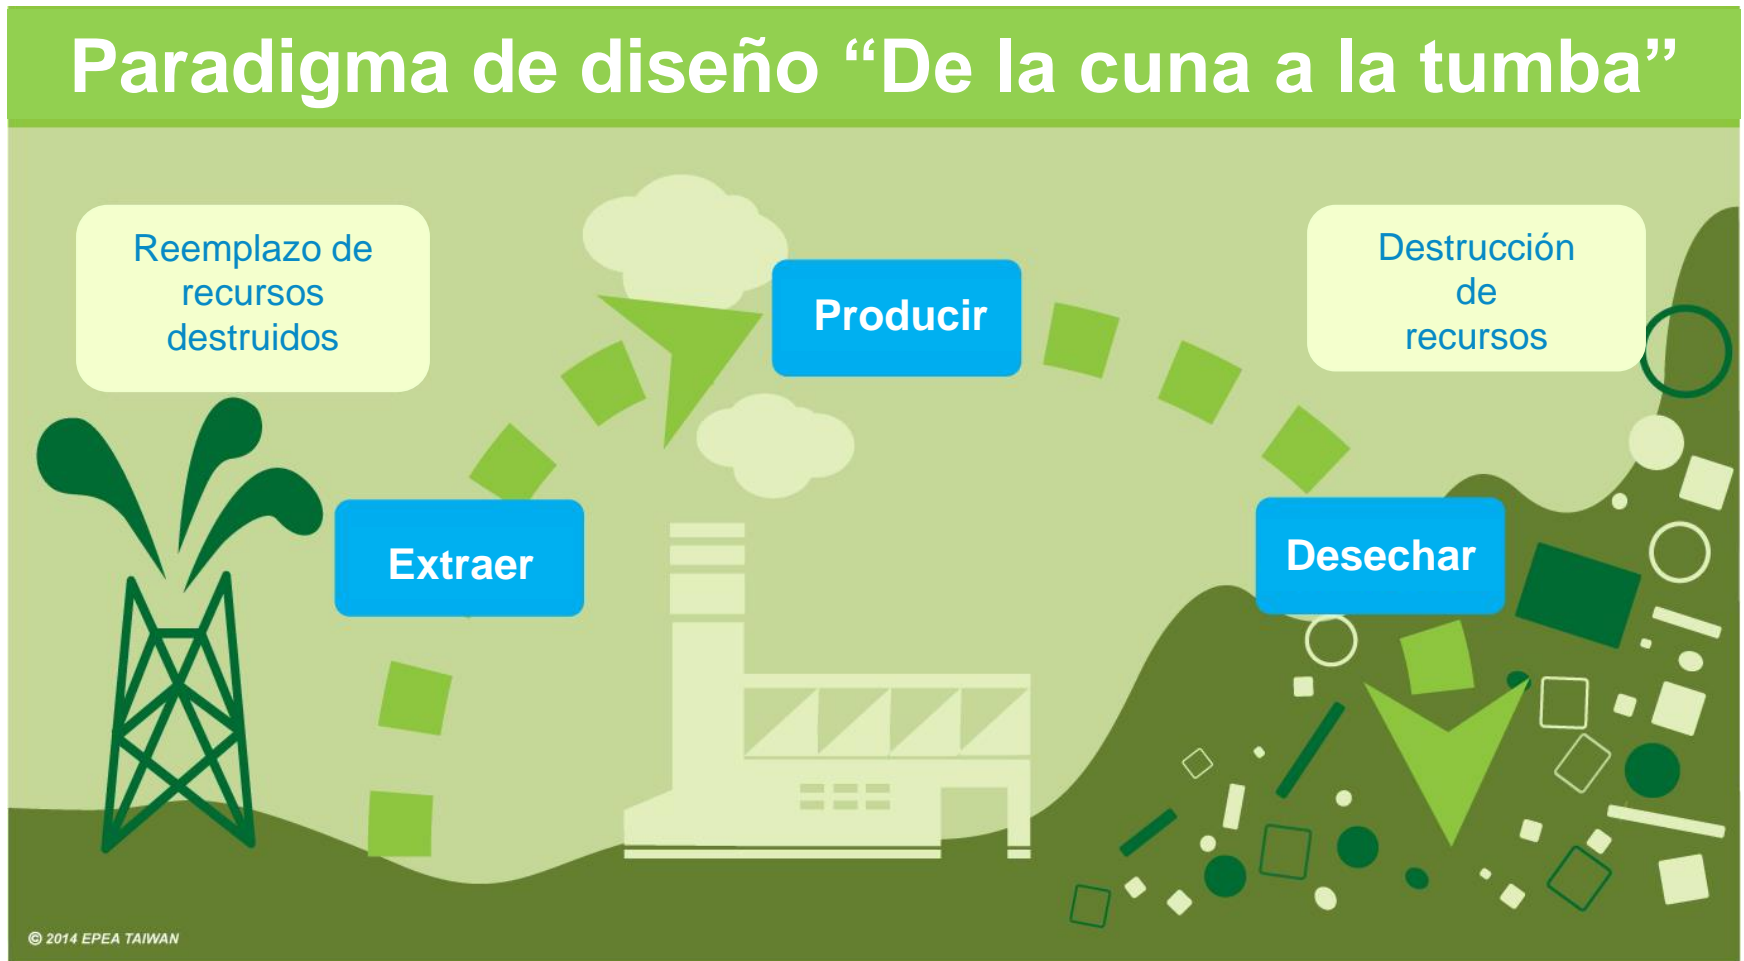 Paradigma de diseño “De la cuna a la tumba”
Reemplazo de
recursos
destruidos
Producir
Destrucción
de
recursos
Extraer
Desechar
© 2014 EPEA TAIWAN